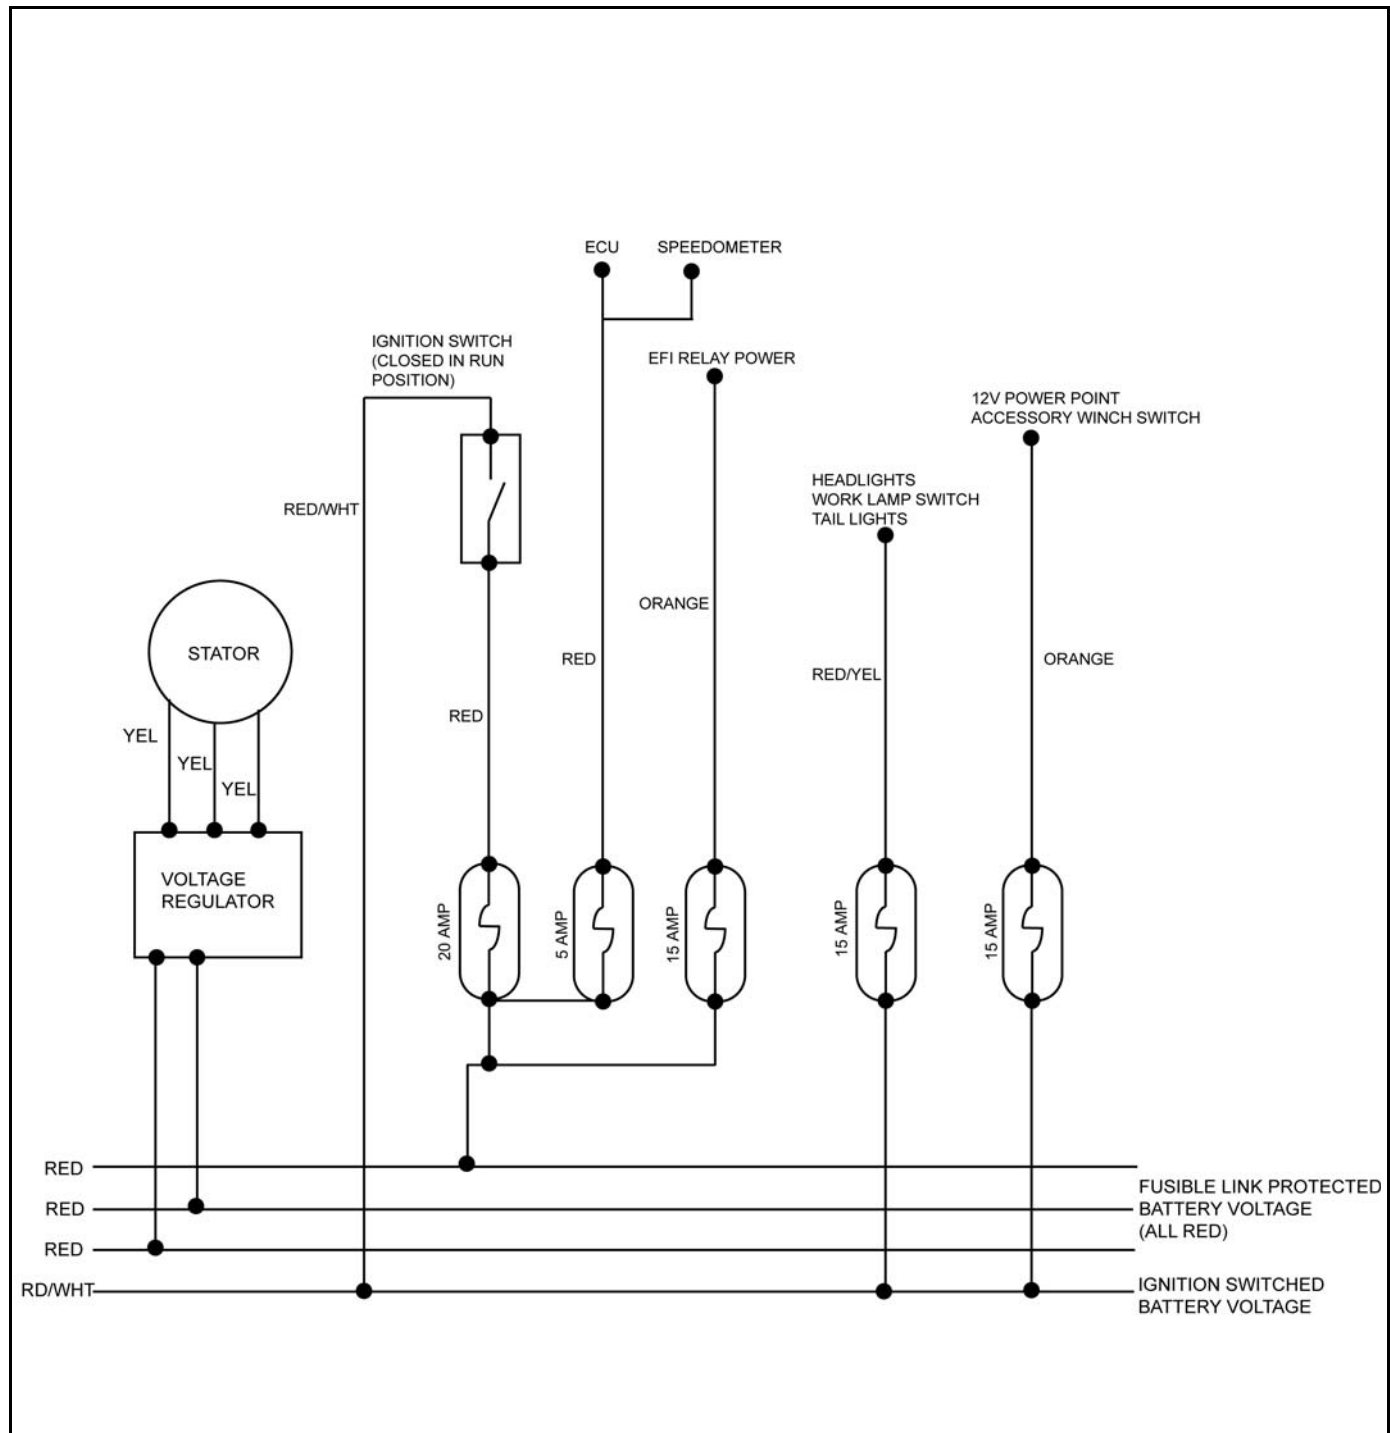 ECU
SPEEDOMETER
IGNITION SWITCH
(CLOSED IN RUN
POSITION)
EFI RELAY POWER
12V POWER POINT
ACCESSORY WINCH SWITCH
HEADLIGHTS
WORK LAMP SWITCH
TAIL LIGHTS
RED/WHT
ORANGE
STATOR
RED
ORANGE
RED/YEL
RED
YEL
YEL
YEL
VOLTAGE
REGULATOR
20 AMP
5 AMP
15 AMP
15 AMP
15 AMP
RED
RED
RED
RD/WHT
FUSIBLE LINK PROTECTED
BATTERY VOLTAGE
(ALL RED)
IGNITION SWITCHED
BATTERY VOLTAGE